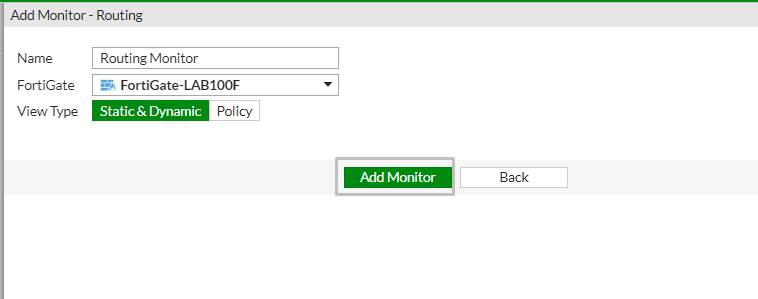 Add Monitor - Routing
Name Routing Monitor
FortiGate FortiGate-LAB100F
View Type Static & Dynamic Policy
Add Monitor Back